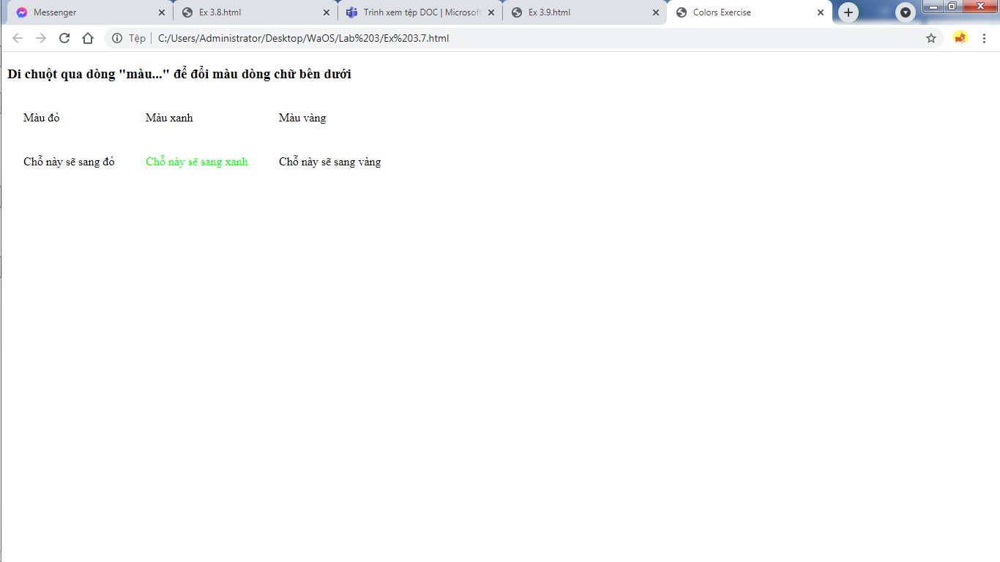 Messenger
Ex 3.8.html
Trình xem tệp DOC | Microsoft
Ex 3.9.html
Colors Exercise
Tệp
C:/Users/Administrator/Desktop/WaOS/Lab%203/Ex%203.7.html
Di chuột qua dòng "màu..." để đổi màu dòng chữ bên dưới
Màu đỏ Màu xanh Màu vàng
Chỗ này sẽ sang đỏ Chỗ này sẽ sang xanh Chỗ này sẽ sang vàng